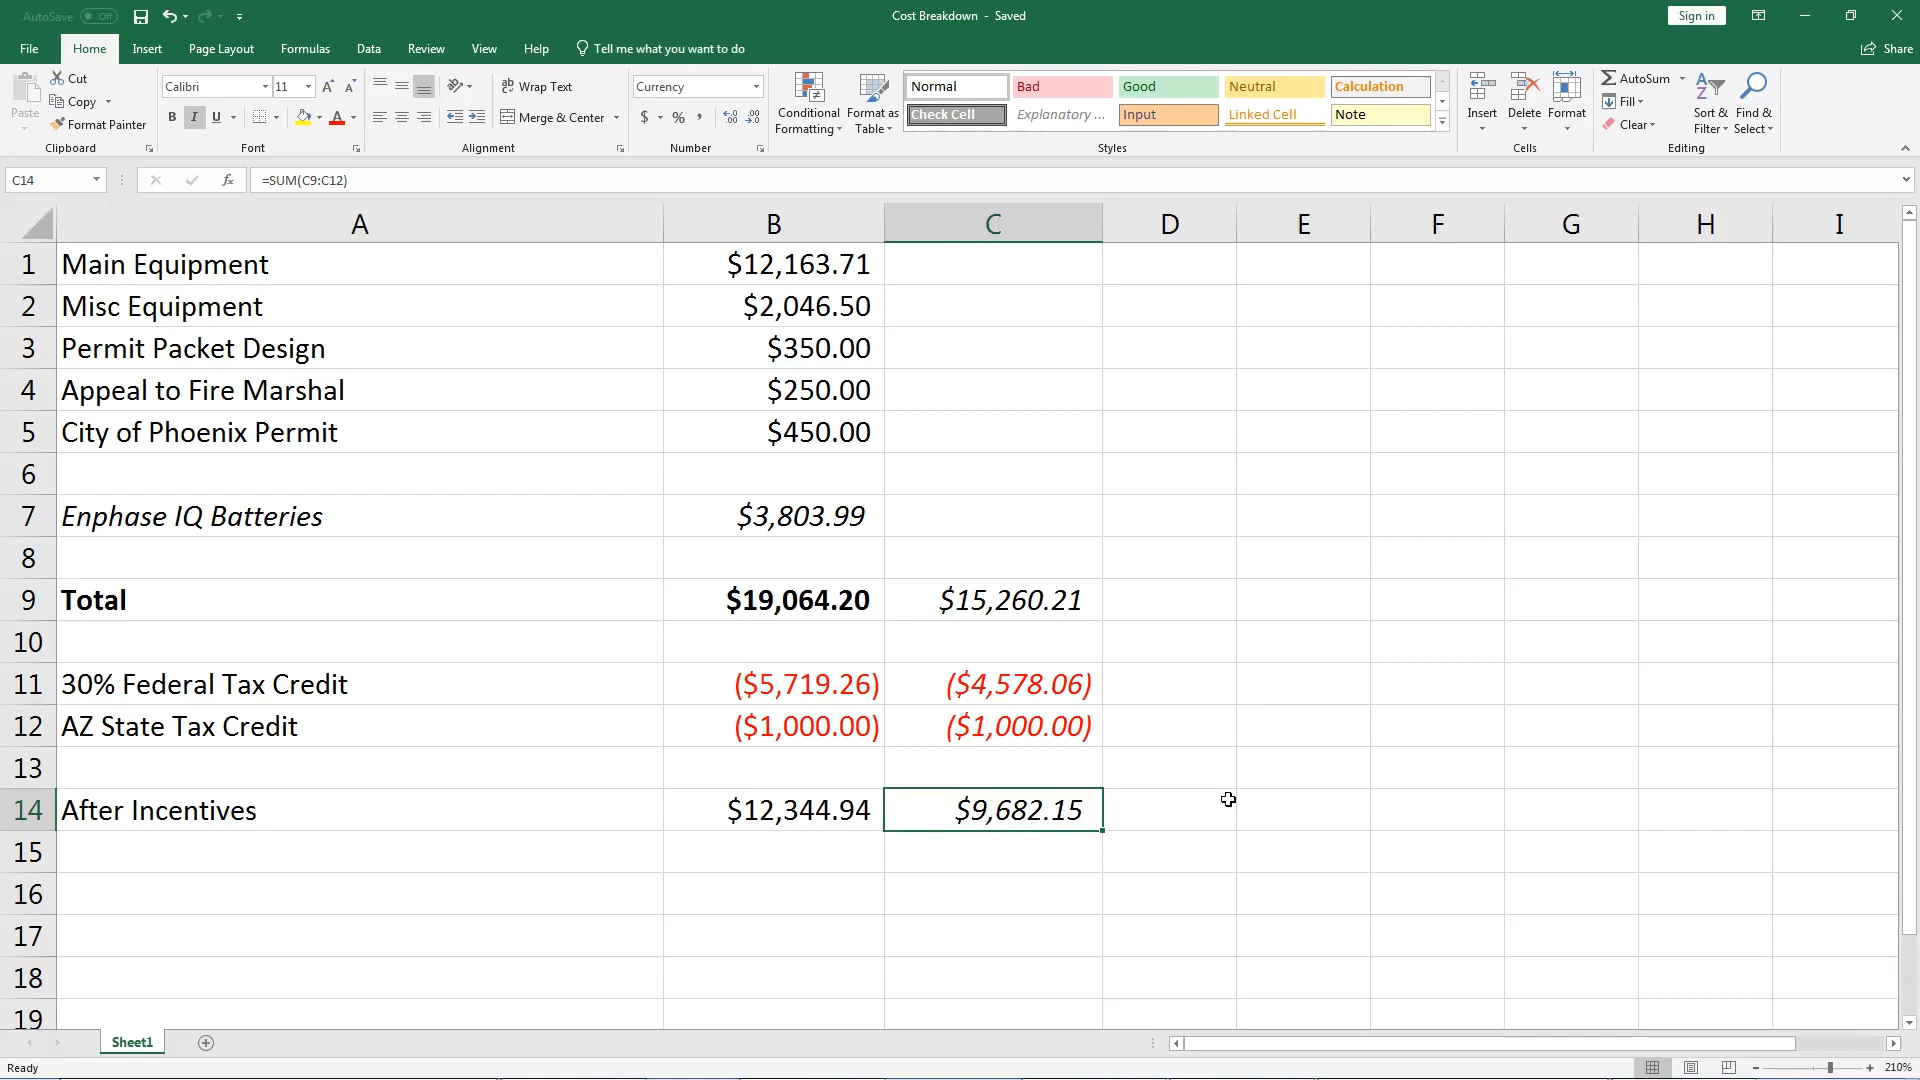 AutoSave Off
Cost Breakdown - Saved
Sign in
File Home Insert Page Layout Formulas Data Review View Help Tell me what you want to do Share
Paste
Cut
Copy
Format Painter
Clipboard
Calibri 11
B I U
Font
Wrap Text
Merge & Center
Alignment
Currency
$ % ,
Number
Conditional Formatting
Format as Table
Normal Bad Good Neutral Calculation
Check Cell Explanatory ... Input Linked Cell Note
Styles
Insert Delete Format
Cells
AutoSum
Fill
Clear
Sort & Filter
Find & Select
Editing
C14 fx =SUM(C9:C12)
A B C D E F G H I
1 Main Equipment $12,163.71
2 Misc Equipment $2,046.50
3 Permit Packet Design $350.00
4 Appeal to Fire Marshal $250.00
5 City of Phoenix Permit $450.00
6
7 Enphase IQ Batteries $3,803.99
8
9 Total $19,064.20 $15,260.21
10
11 30% Federal Tax Credit ($5,719.26) ($4,578.06)
12 AZ State Tax Credit ($1,000.00) ($1,000.00)
13
14 After Incentives $12,344.94 $9,682.15
15
16
17
18
19
Sheet1
Ready
210%